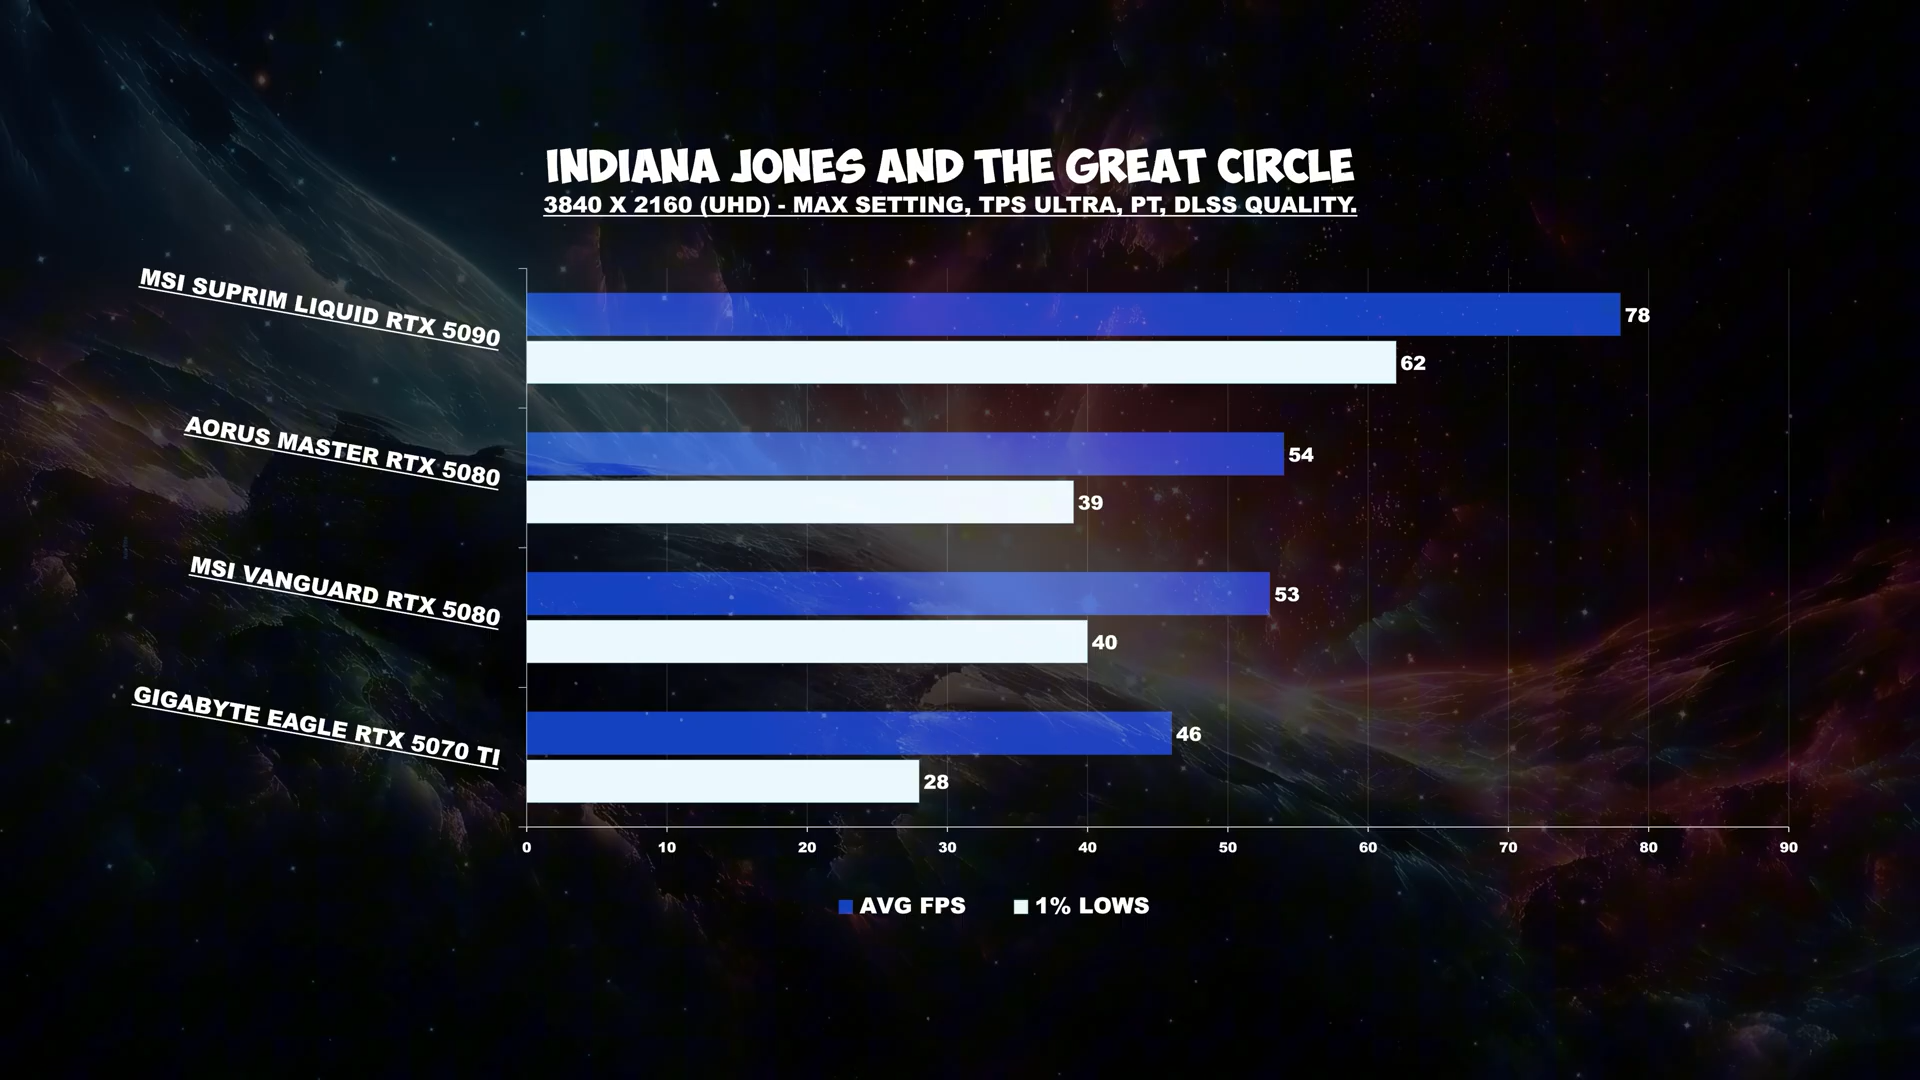 INDIANA JONES AND THE GREAT CIRCLE
3840 X 2160 (UHD) - MAX SETTING, TPS ULTRA, PT, DLSS QUALITY.
MSI SUPRIM LIQUID RTX 5090
78
62
AORUS MASTER RTX 5080
54
39
MSI VANGUARD RTX 5080
53
40
GIGABYTE EAGLE RTX 5070 TI
46
28
0 10 20 30 40 50 60 70 80 90
AVG FPS 1% LOWS